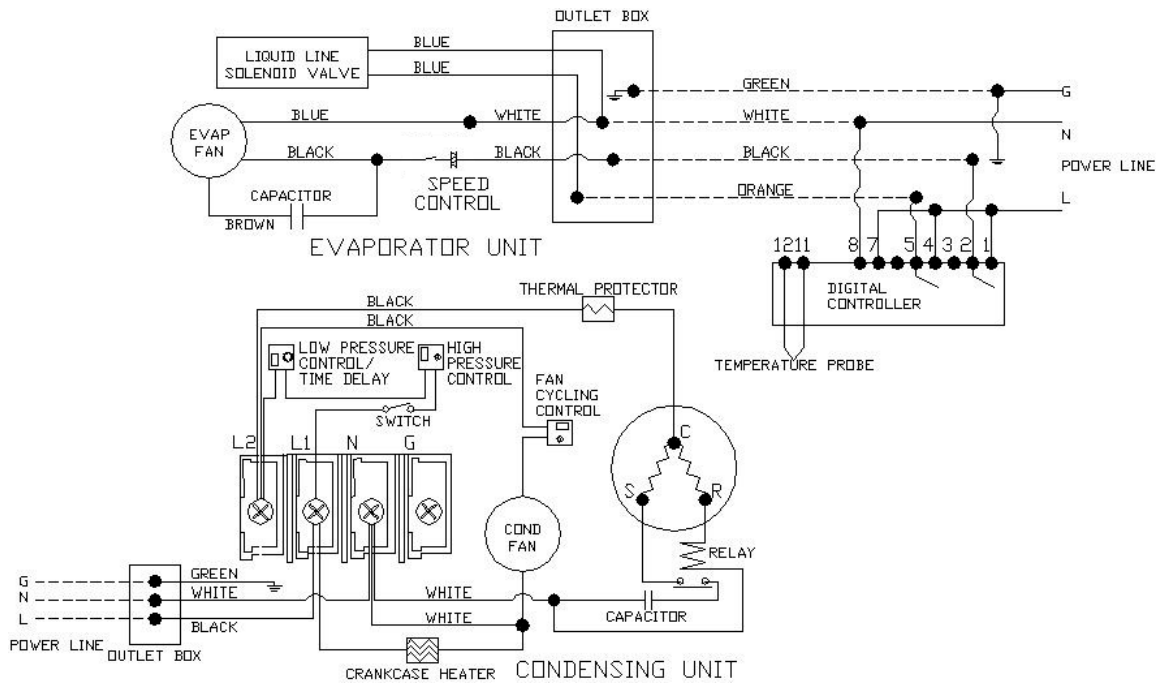 OUTLET BOX
LIQUID LINE
SOLENOID VALVE
BLUE
BLUE
GREEN
G
EVAP
FAN
BLUE
WHITE
WHITE
N
BLACK
BLACK
BLACK
POWER LINE
SPEED
CONTROL
CAPACITOR
BROWN
ORANGE
L
EVAPORATOR UNIT
12 11 8 7 5 4 3 2 1
DIGITAL
CONTROLLER
TEMPERATURE PROBE
THERMAL PROTECTOR
BLACK
BLACK
LOW PRESSURE
CONTROL/
TIME DELAY
HIGH
PRESSURE
CONTROL
FAN
CYCLING
CONTROL
SWITCH
L2 L1 N G
C
S
R
COND
FAN
RELAY
G
N
L
GREEN
WHITE
BLACK
WHITE
WHITE
CAPACITOR
POWER LINE
OUTLET BOX
CRANKCASE HEATER
CONDENSING UNIT